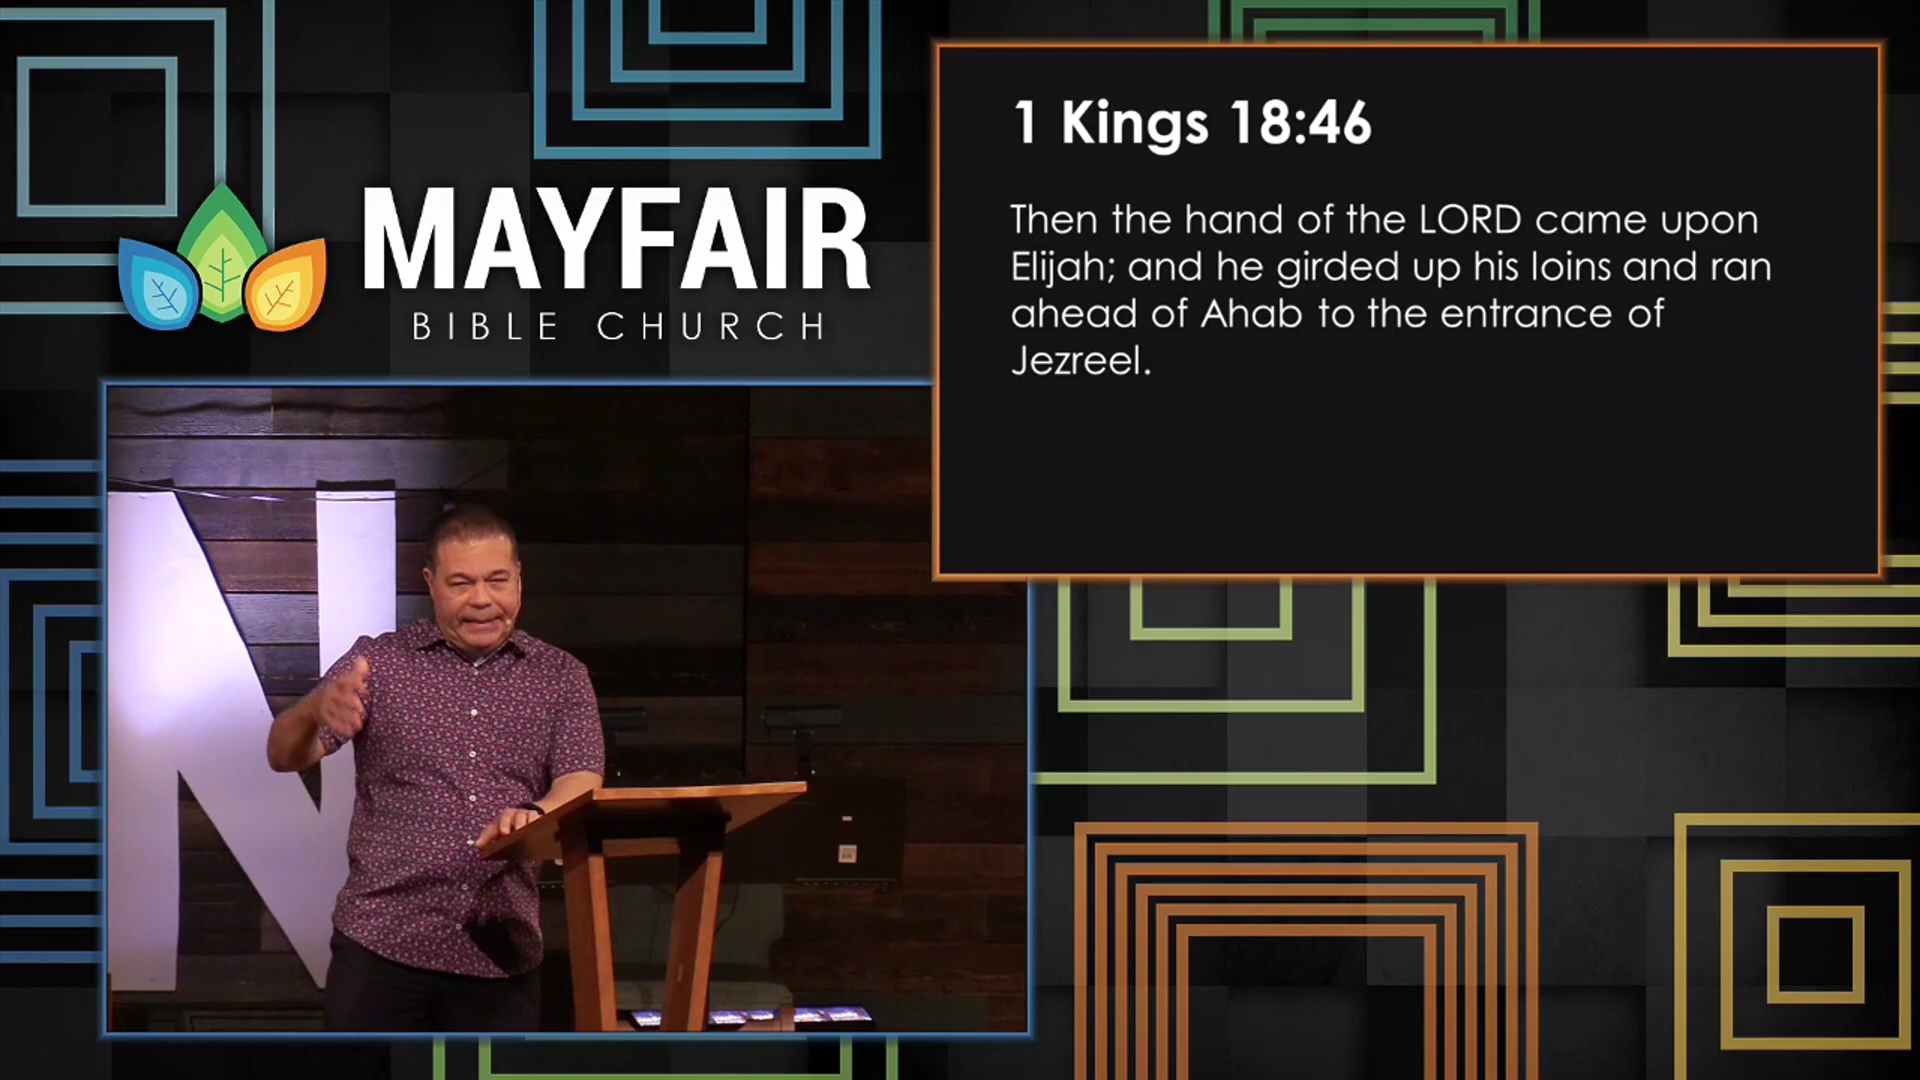 MAYFAIR
BIBLE CHURCH
1 Kings 18:46
Then the hand of the LORD came upon
Elijah; and he girded up his loins and ran
ahead of Ahab to the entrance of
Jezreel.
N